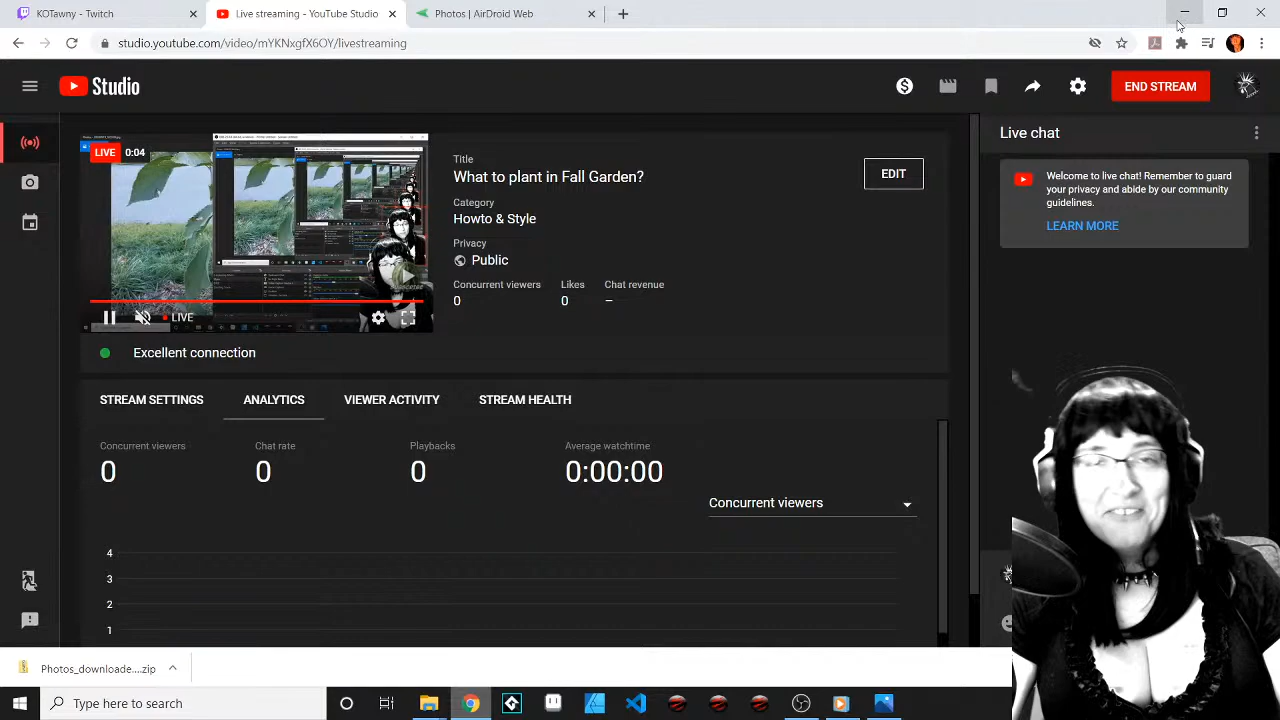 KOTawny - Twitch
Live streaming - YouTube Studio
Photos | AirDroid Web
studio.youtube.com/video/mYKNxgfX6OY/livestreaming
Studio
END STREAM
LIVE 0:04
LIVE
Title
What to plant in Fall Garden?
EDIT
Category
Howto & Style
Privacy
Public
Concurrent viewers Likes Chat revenue
0 0 –
Live chat
Welcome to live chat! Remember to guard
your privacy and abide by our community
guidelines.
LEARN MORE
Excellent connection
STREAM SETTINGS ANALYTICS VIEWER ACTIVITY STREAM HEALTH
Concurrent viewers Chat rate Playbacks Average watchtime
0 0 0 0:00:00
Concurrent viewers
4
3
2
1
Photos_downloade....zip
Type here to search